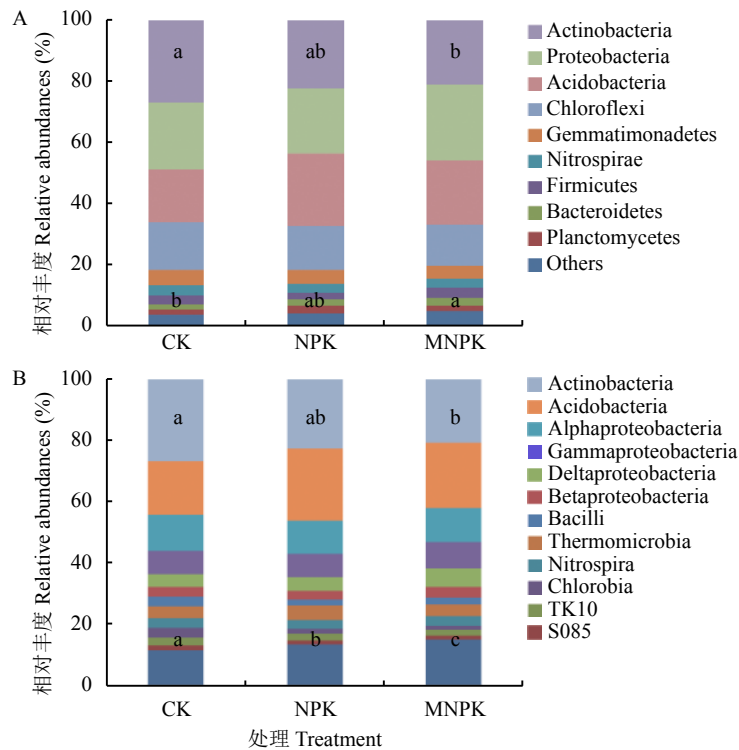 A
相对丰度 Relative abundances (%)
100
80
60
40
20
0
a
ab
b
b
ab
a
CK
NPK
MNPK
Actinobacteria
Proteobacteria
Acidobacteria
Chloroflexi
Gemmatimonadetes
Nitrospirae
Firmicutes
Bacteroidetes
Planctomycetes
Others
B
相对丰度 Relative abundances (%)
100
80
60
40
20
0
a
ab
b
a
b
c
CK
NPK
MNPK
处理 Treatment
Actinobacteria
Acidobacteria
Alphaproteobacteria
Gammaproteobacteria
Deltaproteobacteria
Betaproteobacteria
Bacilli
Thermomicrobia
Nitrospira
Chlorobia
TK10
S085